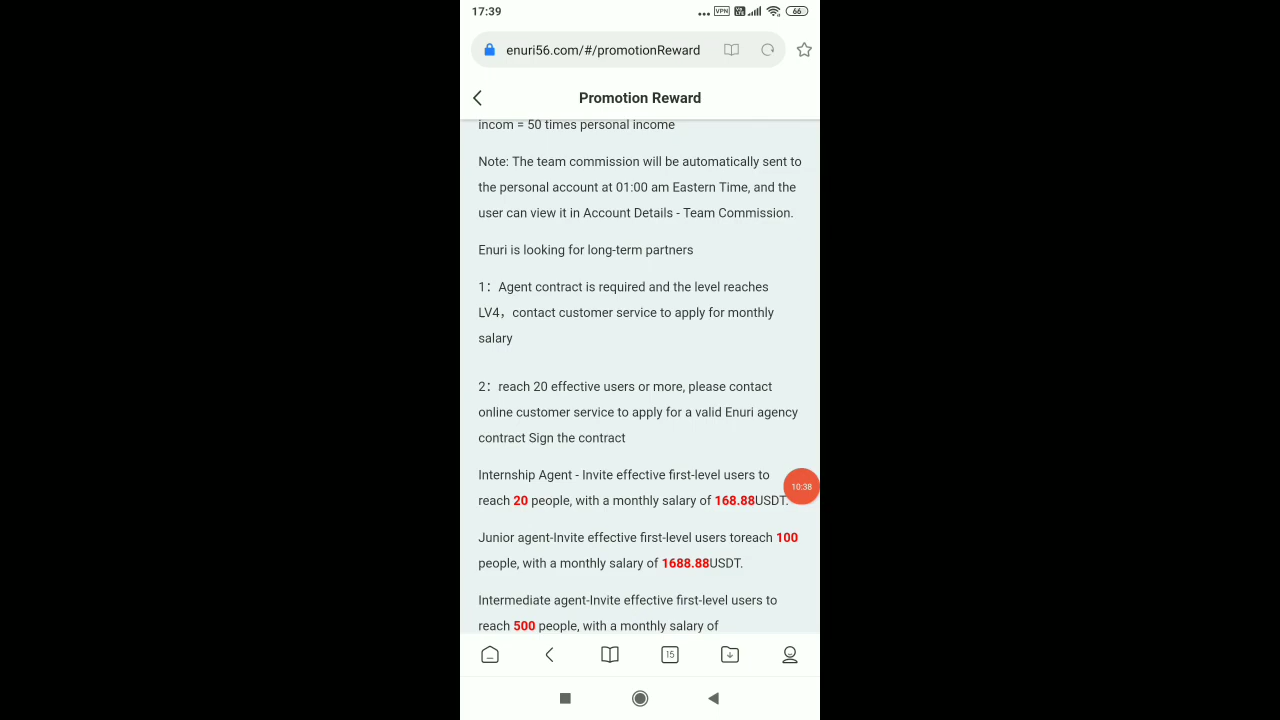 17:39
VPN
66
enuri56.com/#/promotionReward
Promotion Reward
incom = 50 times personal income
Note: The team commission will be automatically sent to
the personal account at 01:00 am Eastern Time, and the
user can view it in Account Details - Team Commission.
Enuri is looking for long-term partners
1：Agent contract is required and the level reaches
LV4，contact customer service to apply for monthly
salary
2：reach 20 effective users or more, please contact
online customer service to apply for a valid Enuri agency
contract Sign the contract
Internship Agent - Invite effective first-level users to
reach 20 people, with a monthly salary of 168.88USDT.
10:38
Junior agent-Invite effective first-level users toreach 100
people, with a monthly salary of 1688.88USDT.
Intermediate agent-Invite effective first-level users to
reach 500 people, with a monthly salary of
15